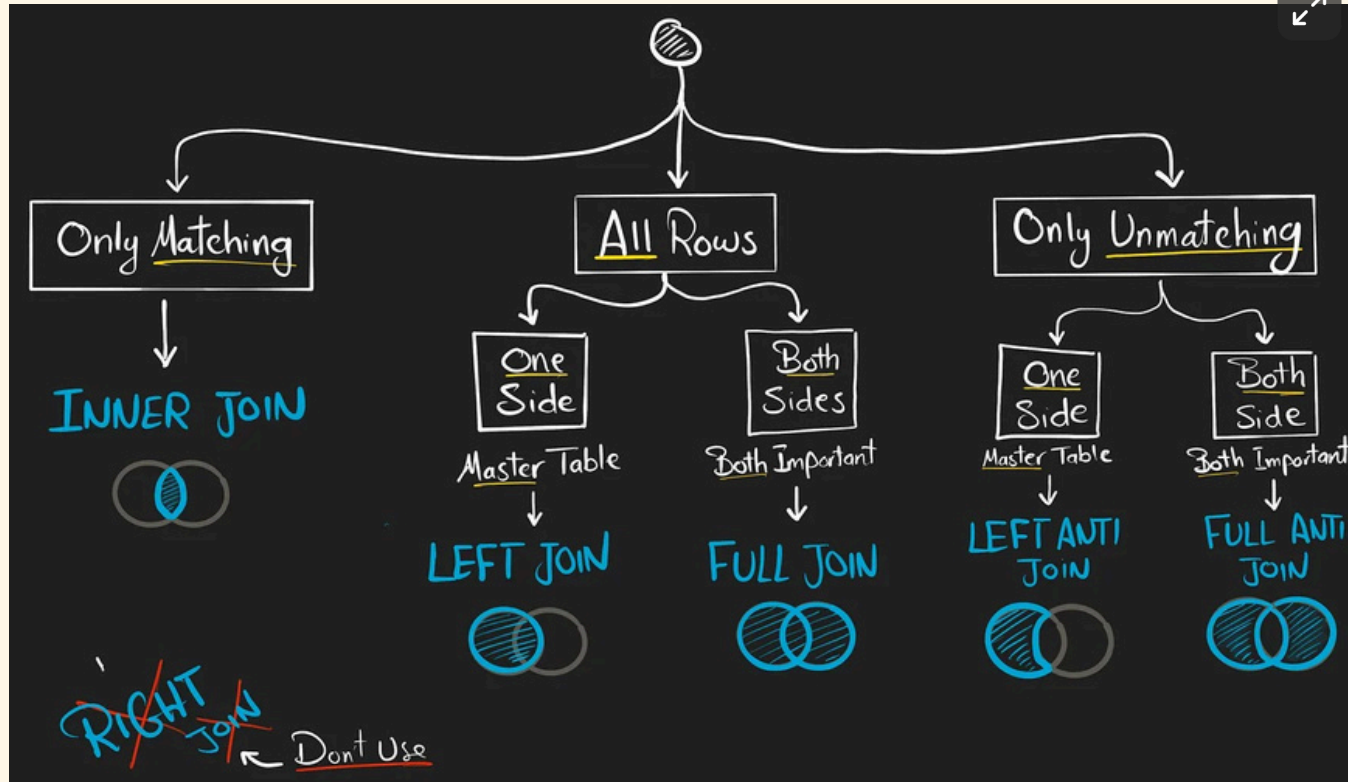 Only Matching
INNER JOIN
All Rows
One
Side
Master Table
LEFT JOIN
Both
Sides
Both Important
FULL JOIN
Only Unmatching
One
Side
Master Table
LEFT ANTI
JOIN
Both
Side
Both Important
FULL ANTI
JOIN
RIGHT
JOIN
Don't Use